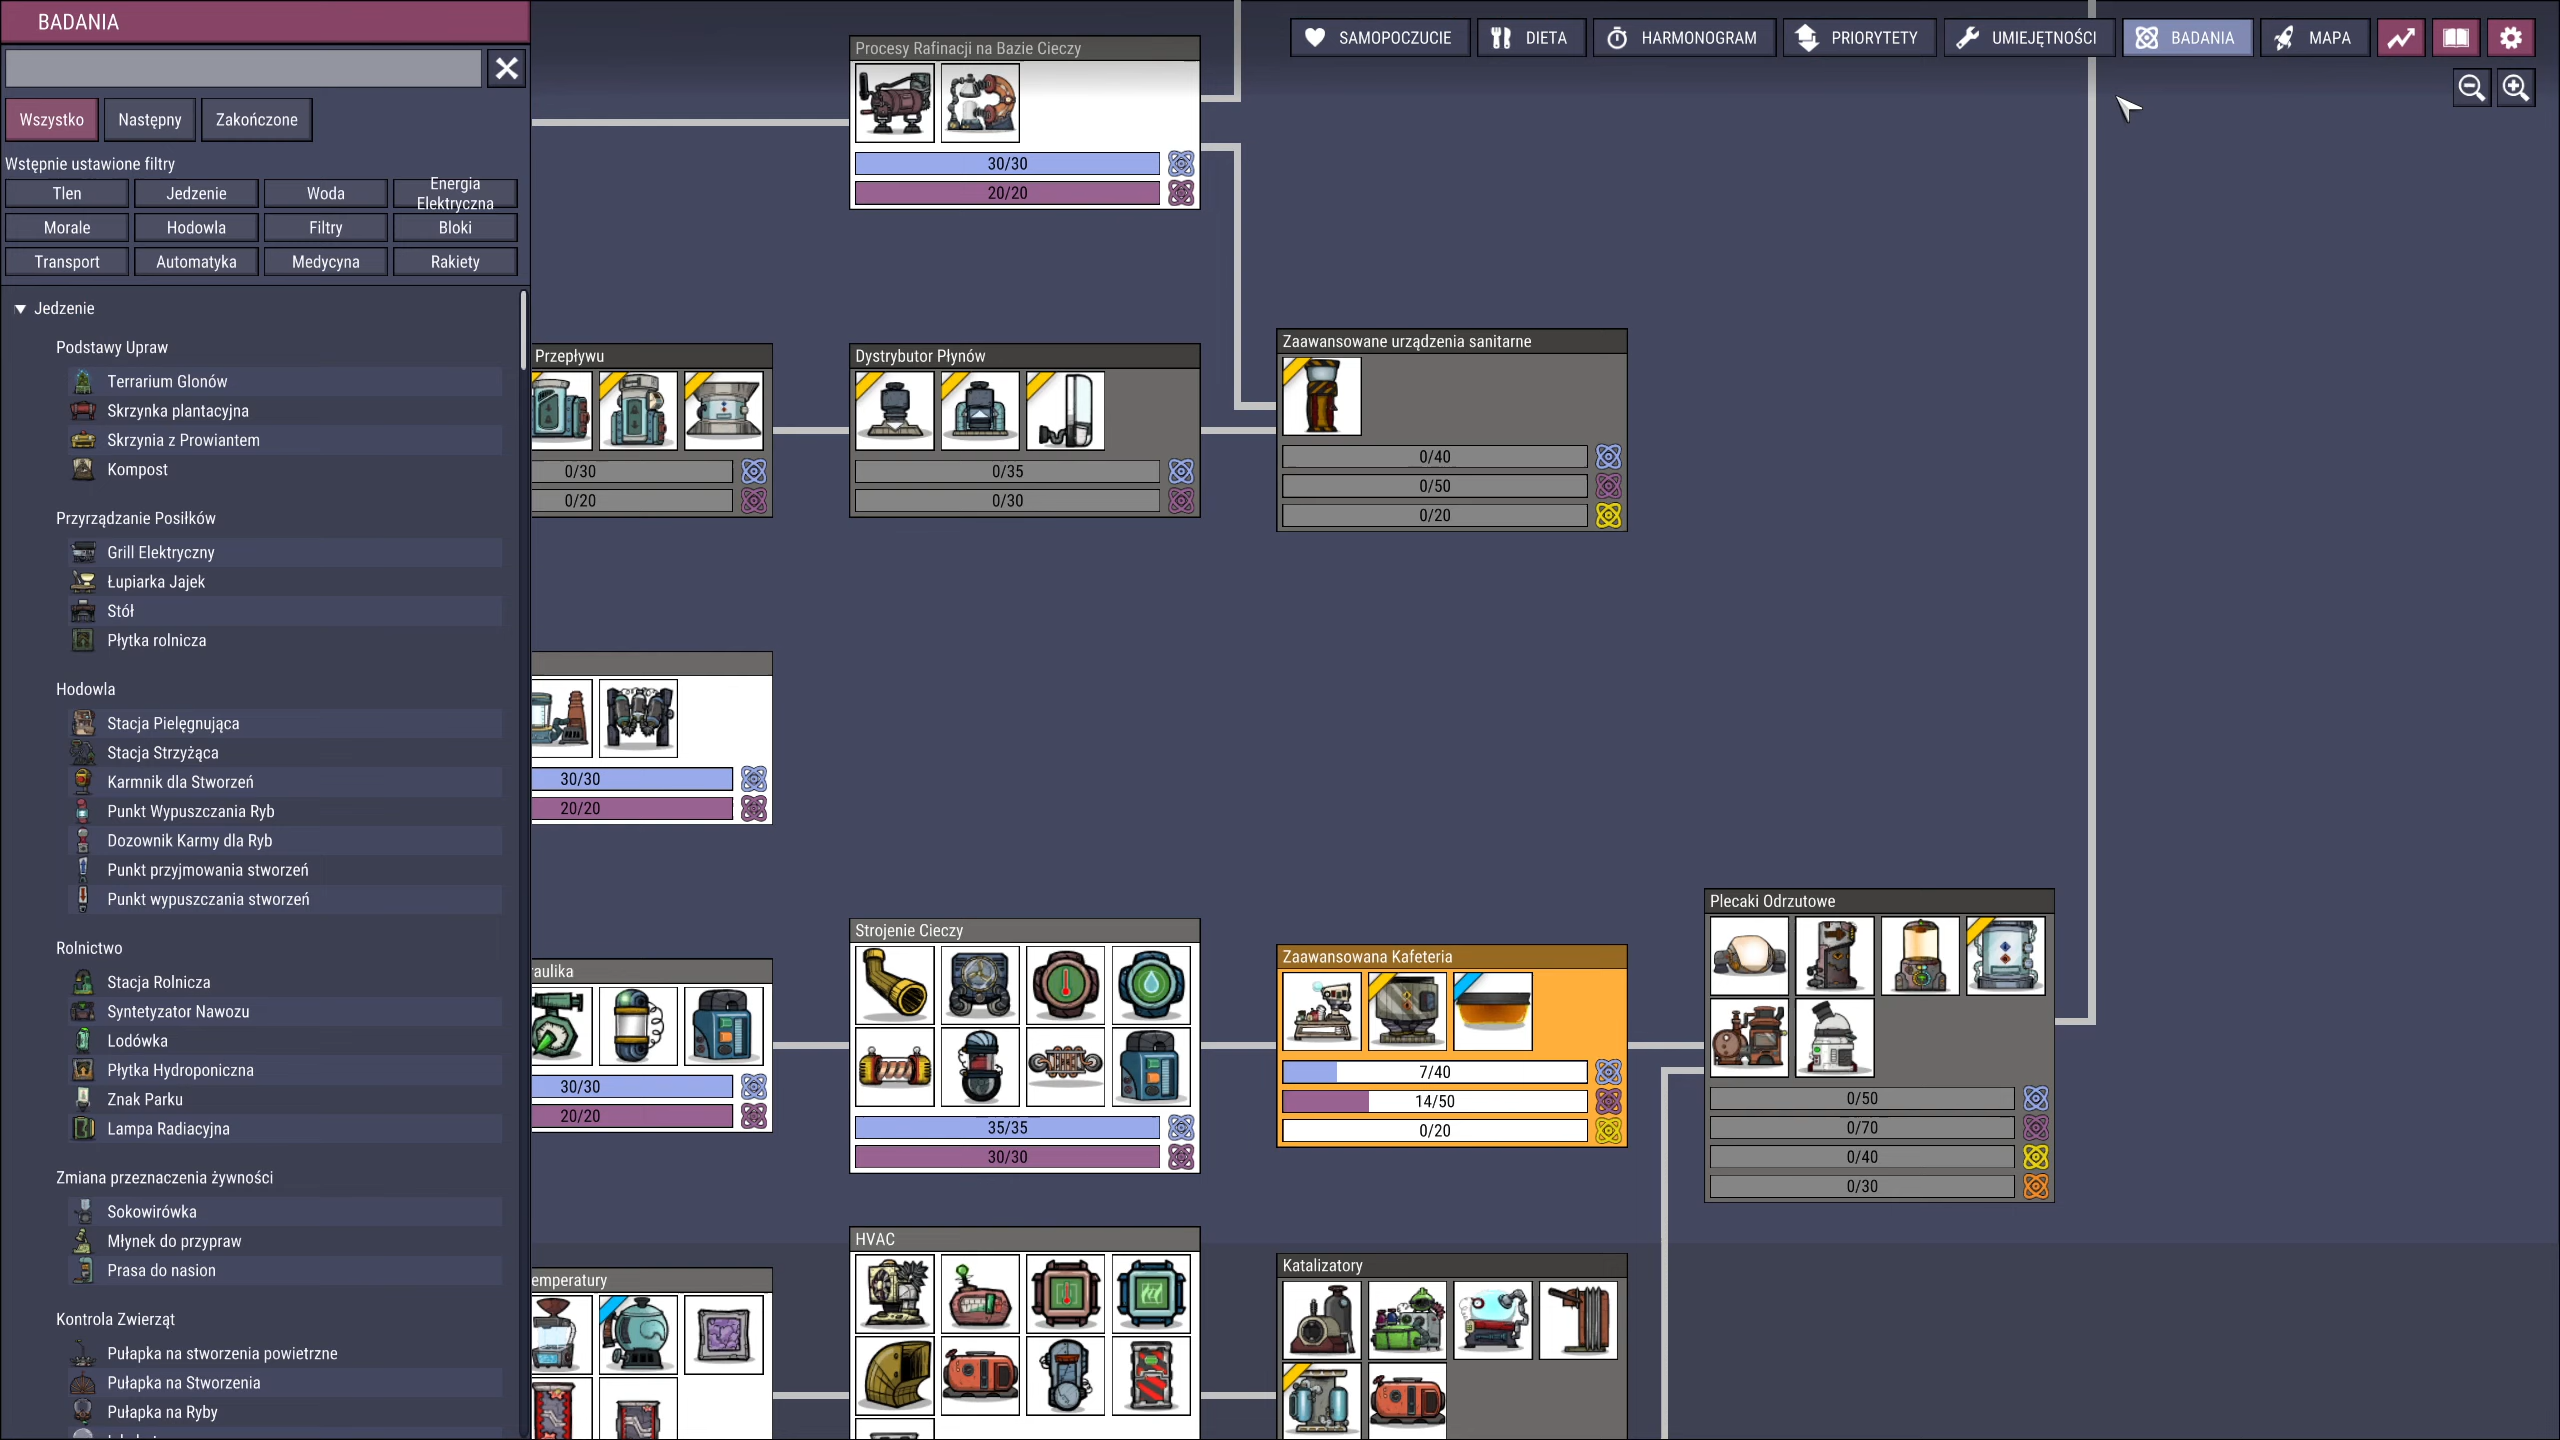 BADANIA
SAMOPOCZUCIE
DIETA
HARMONOGRAM
PRIORYTETY
UMIEJĘTNOŚCI
BADANIA
MAPA
Wszystko
Następny
Zakończone
Wstępnie ustawione filtry
Tlen
Jedzenie
Woda
Energia
Elektryczna
Morale
Hodowla
Filtry
Bloki
Transport
Automatyka
Medycyna
Rakiety
Jedzenie
Podstawy Upraw
Terrarium Glonów
Skrzynka plantacyjna
Skrzynia z Prowiantem
Kompost
Przyrządzanie Posiłków
Grill Elektryczny
Łupiarka Jajek
Stół
Płytka rolnicza
Hodowla
Stacja Pielęgnująca
Stacja Strzyżąca
Karmnik dla Stworzeń
Punkt Wypuszczania Ryb
Dozownik Karmy dla Ryb
Punkt przyjmowania stworzeń
Punkt wypuszczania stworzeń
Rolnictwo
Stacja Rolnicza
Syntetyzator Nawozu
Lodówka
Płytka Hydroponiczna
Znak Parku
Lampa Radiacyjna
Zmiana przeznaczenia żywności
Sokowirówka
Młynek do przypraw
Prasa do nasion
Kontrola Zwierząt
Pułapka na stworzenia powietrzne
Pułapka na Stworzenia
Pułapka na Ryby
Procesy Rafinacji na Bazie Cieczy
30/30
20/20
Przepływu
0/30
0/20
Dystrybutor Płynów
0/35
0/30
Zaawansowane urządzenia sanitarne
0/40
0/50
0/20
30/30
20/20
raulika
30/30
20/20
Strojenie Cieczy
35/35
30/30
Zaawansowana Kafeteria
7/40
14/50
0/20
Plecaki Odrzutowe
0/50
0/70
0/40
0/30
emperatury
HVAC
Katalizatory